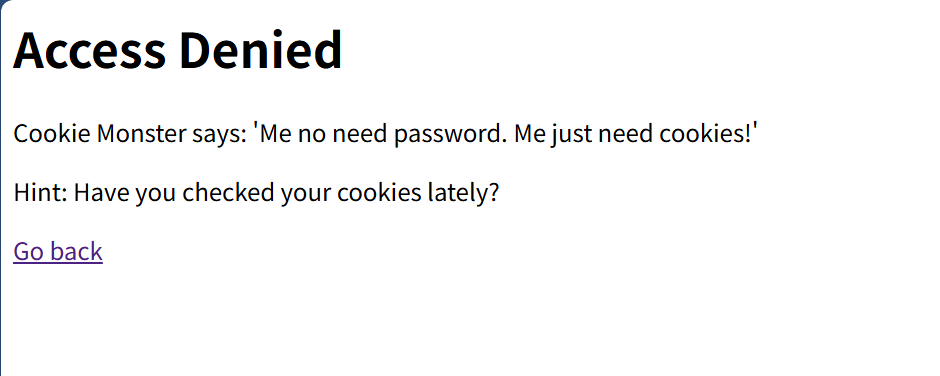 Access Denied
Cookie Monster says: 'Me no need password. Me just need cookies!'
Hint: Have you checked your cookies lately?
Go back